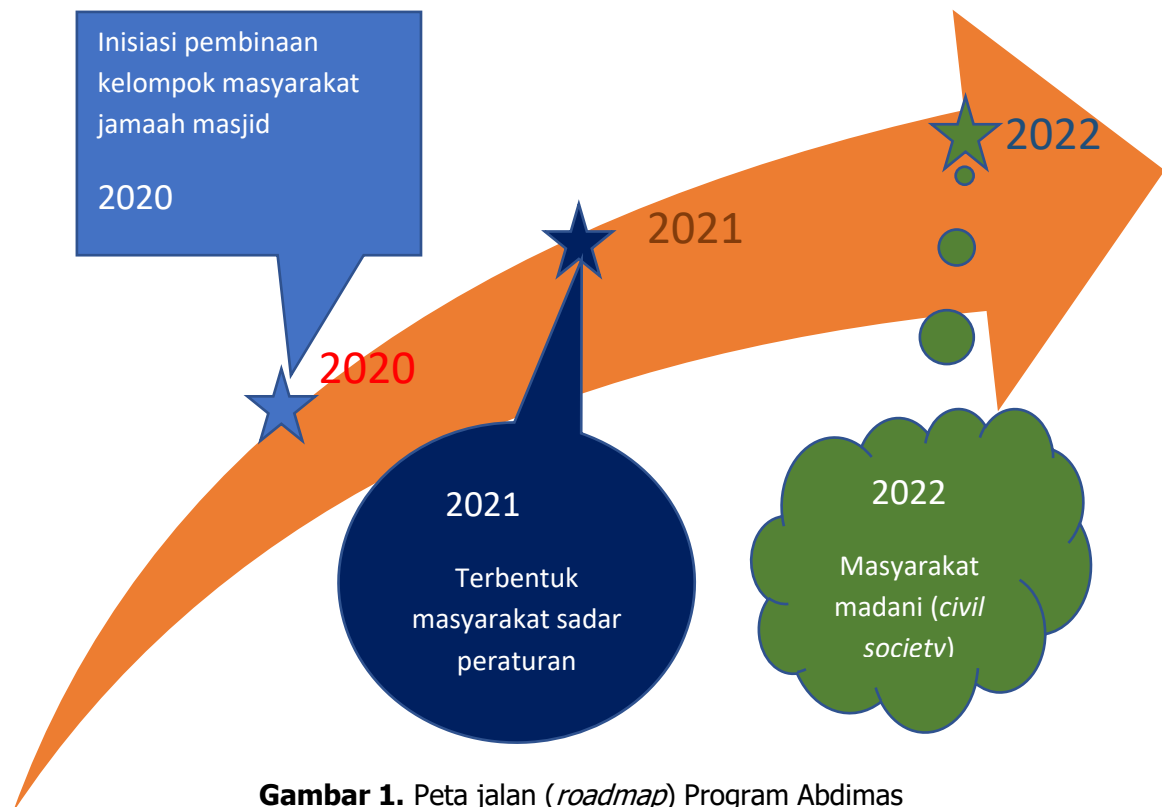 Inisiasi pembinaan
kelompok masyarakat
jamaah masjid
2020
2020
2021
2022
2021
Terbentuk
masyarakat sadar
peraturan
2022
Masyarakat
madani (civil
society)
Gambar 1. Peta jalan (roadmap) Program Abdimas